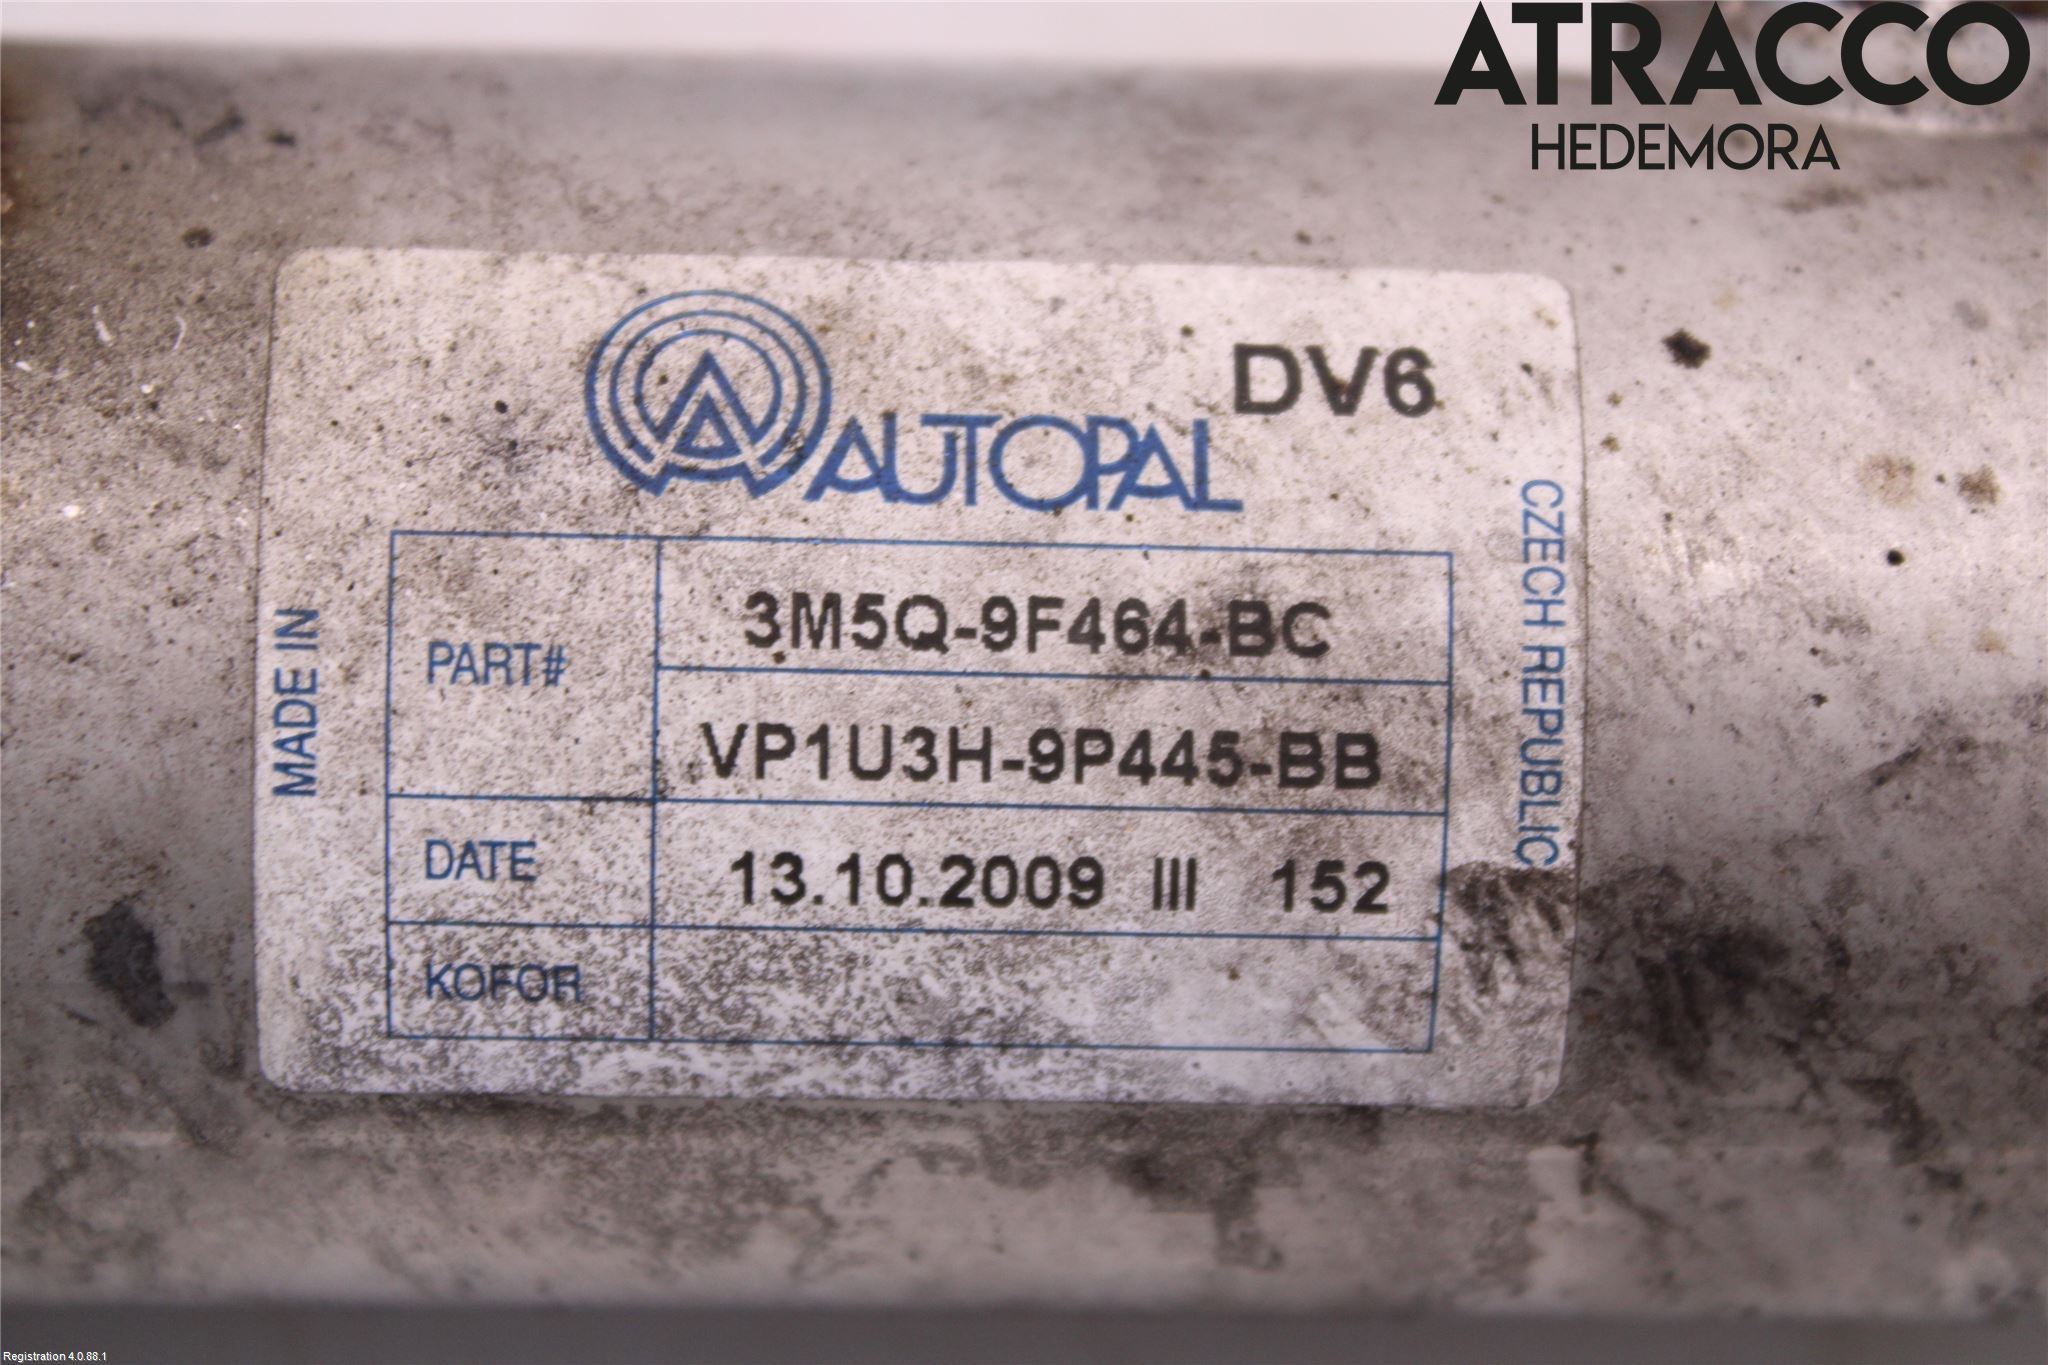 ATRACCO
HEDEMORA
DV6
AUTOPAL
MADE IN
CZECH REPUBLIC
PART# 3M5Q-9F464-BC
VP1U3H-9P445-BB
DATE 13.10.2009 III 152
KOFOR
Registration 4.0.88.1